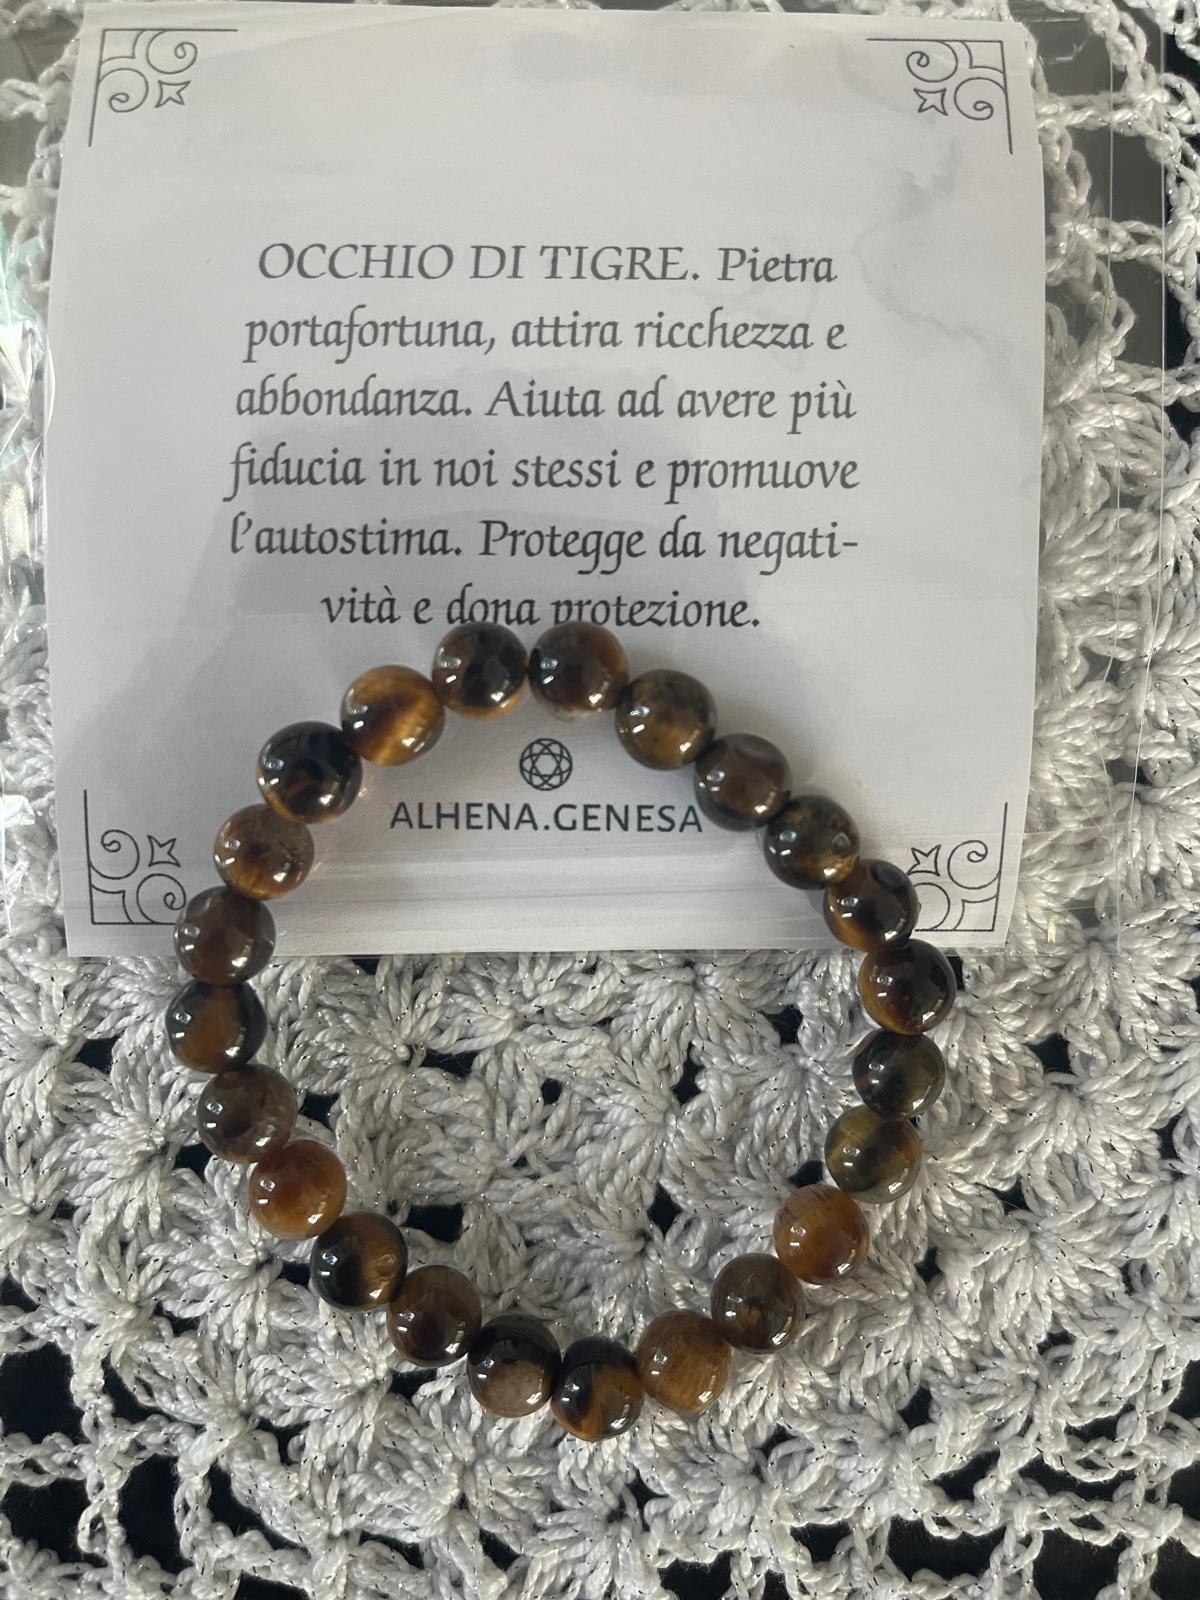 OCCHIO DI TIGRE. Pietra
portafortuna, attira ricchezza e
abbondanza. Aiuta ad avere più
fiducia in noi stessi e promuove
l'autostima. Protegge da negati-
vità e dona protezione.
ALHENA.GENESA